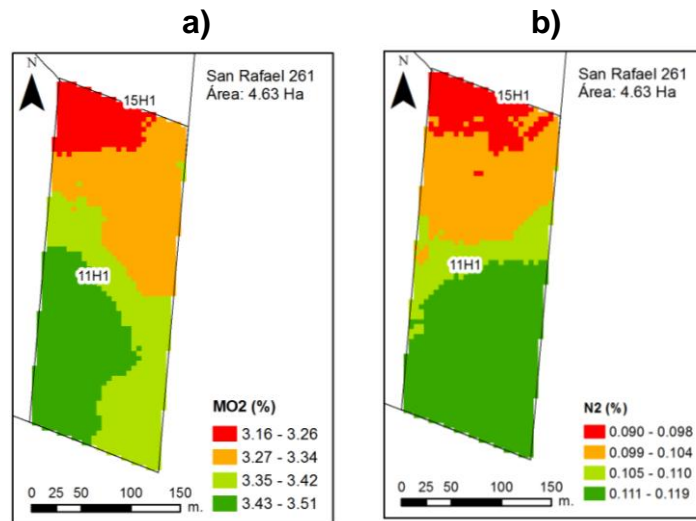 a)
N
San Rafael 261
Área: 4.63 Ha
15H1
11H1
MO2 (%)
3.16 - 3.26
3.27 - 3.34
3.35 - 3.42
3.43 - 3.51
0 25 50 100 150
m.
b)
N
San Rafael 261
Área: 4.63 Ha
15H1
11H1
N2 (%)
0.090 - 0.098
0.099 - 0.104
0.105 - 0.110
0.111 - 0.119
0 25 50 100 150
m.